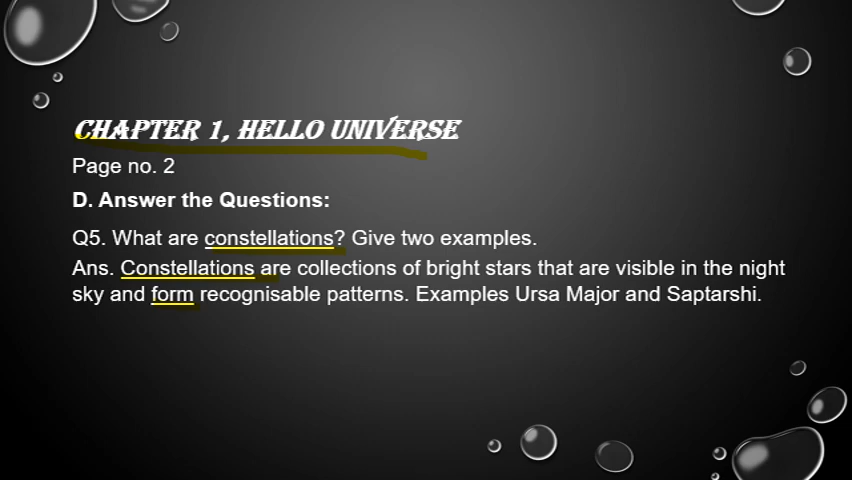 CHAPTER 1, HELLO UNIVERSE
Page no. 2
D. Answer the Questions:
Q5. What are constellations? Give two examples.
Ans. Constellations are collections of bright stars that are visible in the night
sky and form recognisable patterns. Examples Ursa Major and Saptarshi.